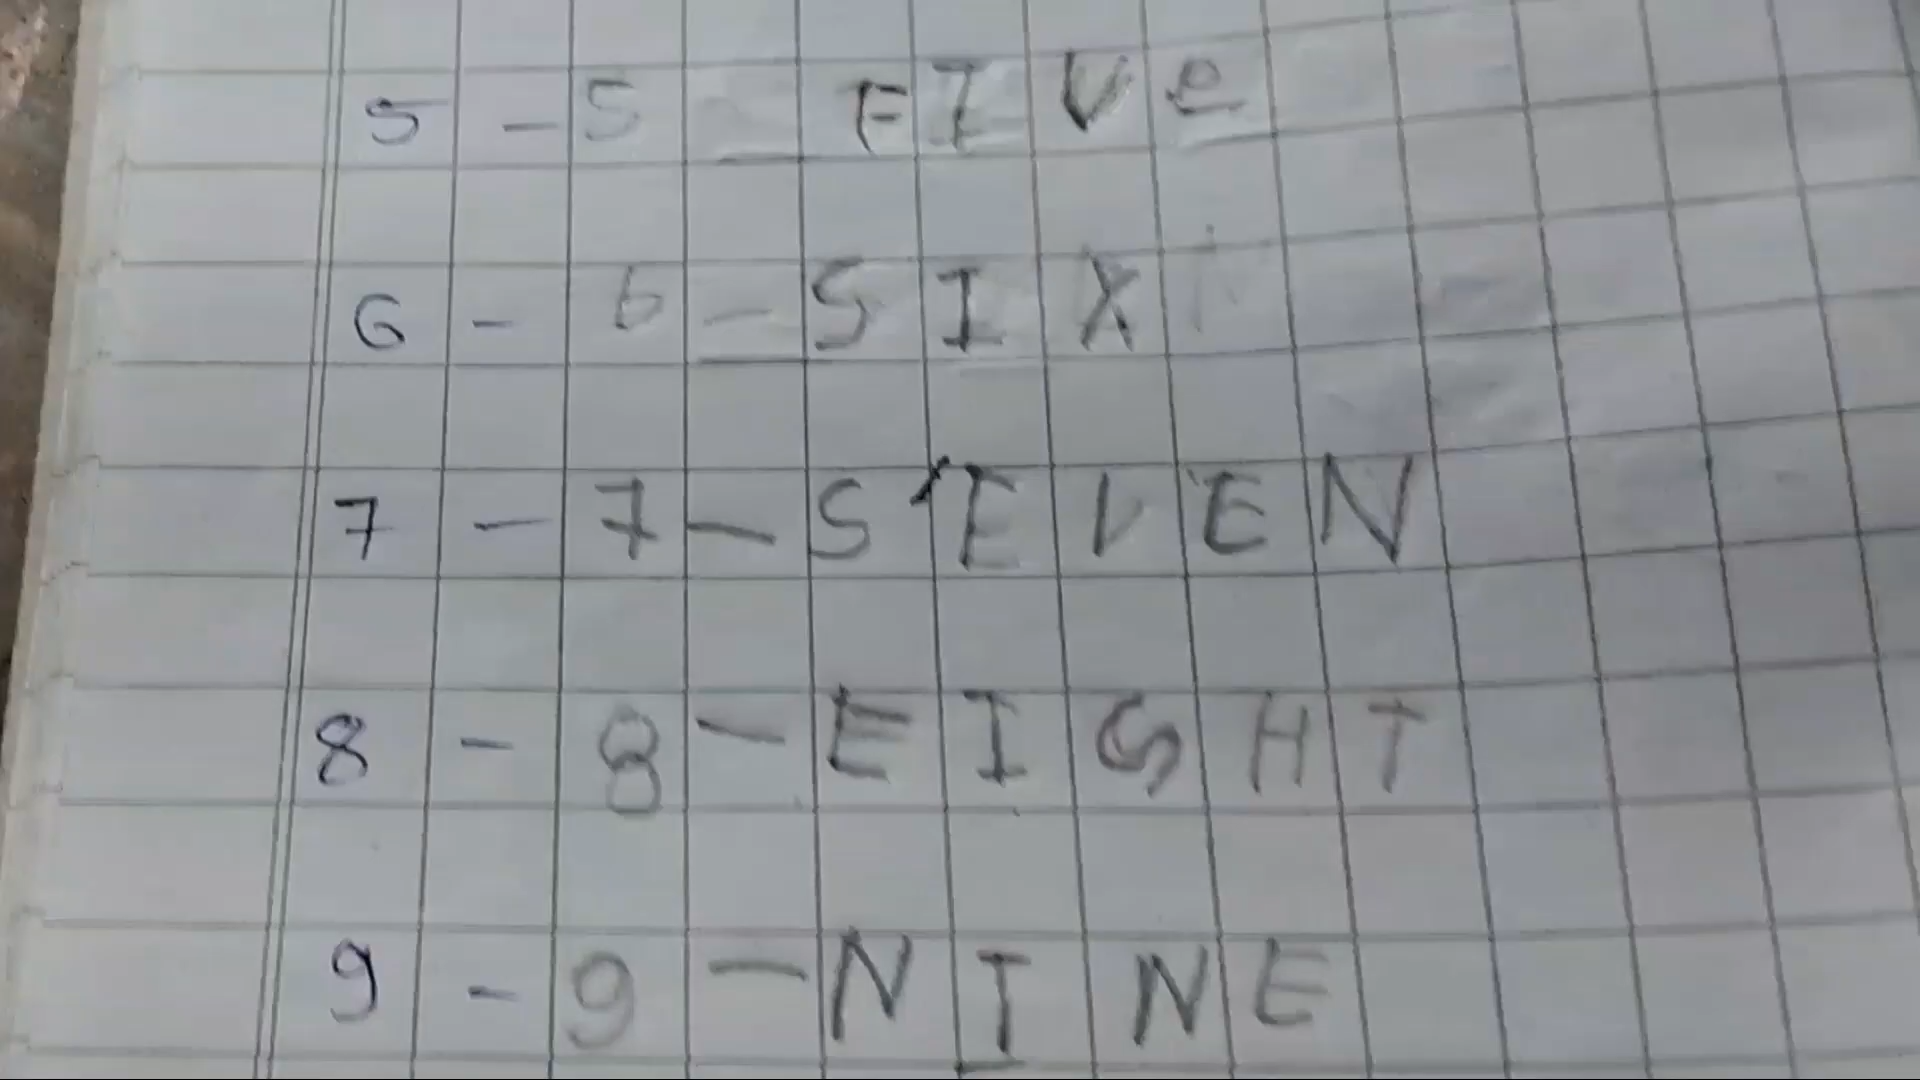 5 - 5 - FIVe
6 - 6 - SIX
7 - 7 - SEVEN
8 - 8 - EIGHT
9 - 9 - NINE